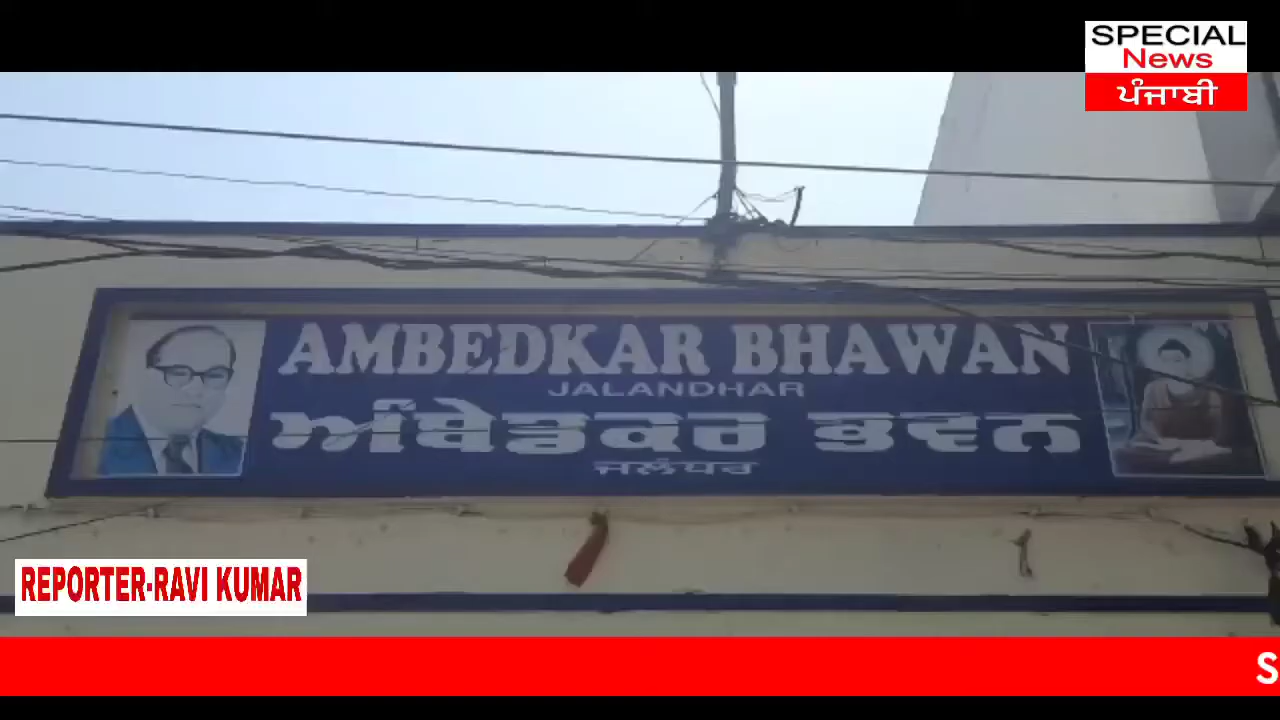 SPECIAL
News
ਪੰਜਾਬੀ
AMBEDKAR BHAWAN
JALANDHAR
ਅੰਬੇਡਕਰ ਭਵਨ
ਜਲੰਧਰ
REPORTER-RAVI KUMAR
S